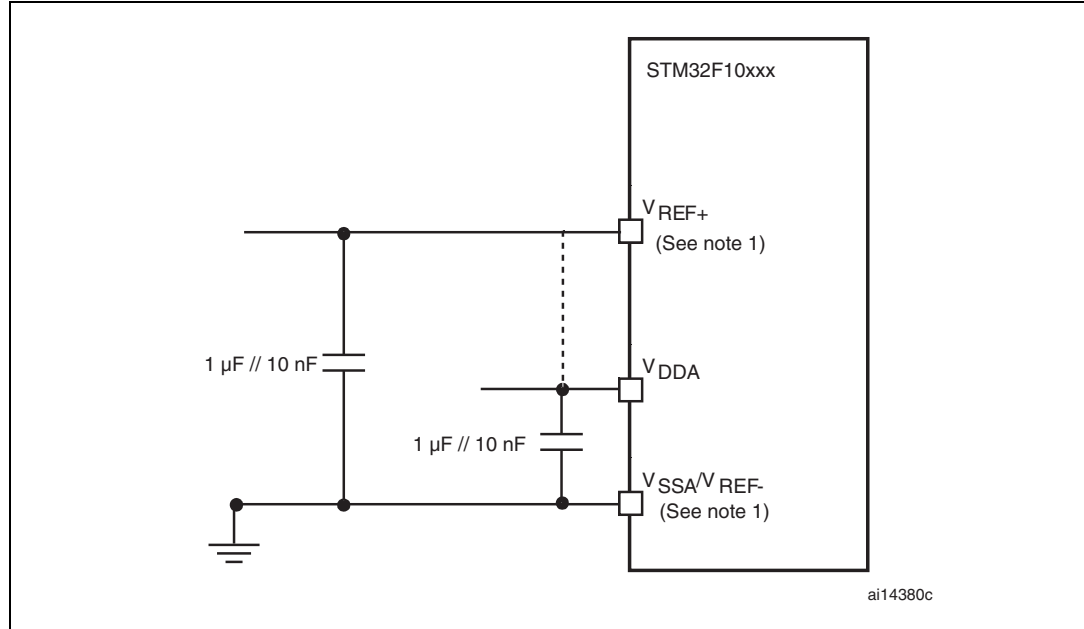 STM32F10xxx
VREF+
(See note 1)
1 µF // 10 nF
VDDA
1 µF // 10 nF
VSSA/VREF-
(See note 1)
ai14380c